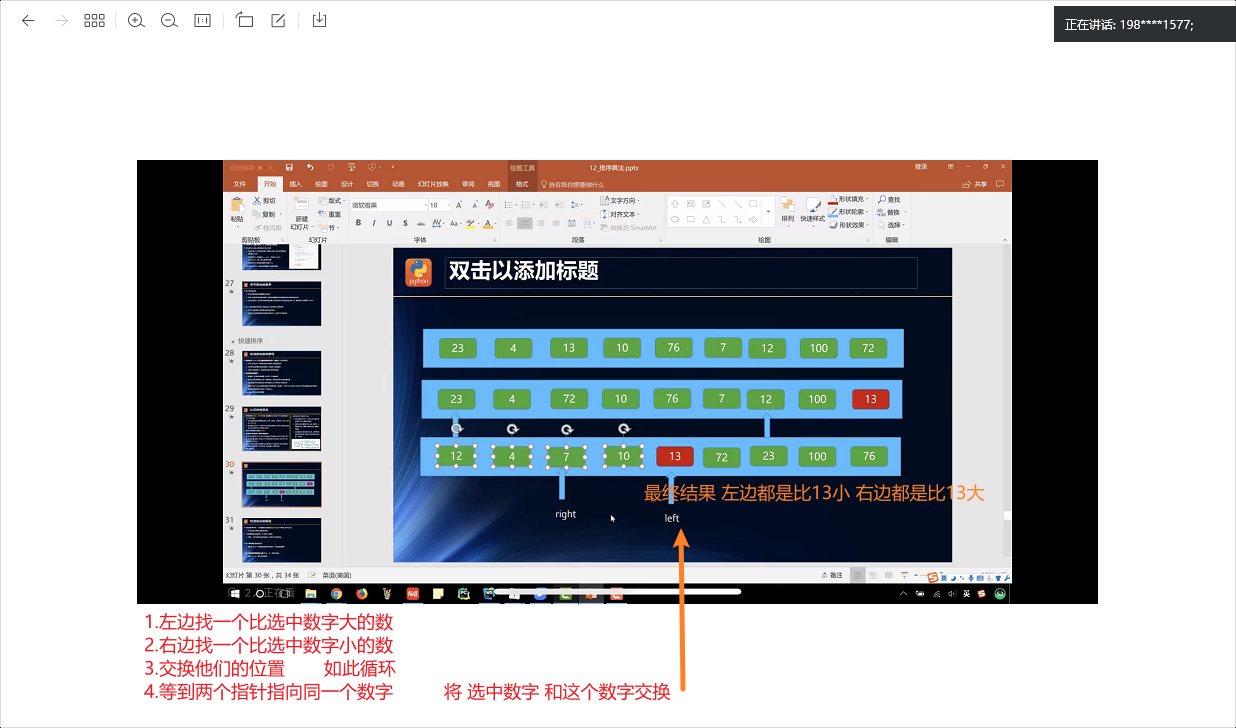 正在讲话: 198****1577;
绘图工具
12_排序算法.pptx
登录
文件 开始 插入 绘图 设计 切换 动画 幻灯片放映 审阅 视图 格式 告诉我你想要做什么 共享
粘贴 剪切 复制 格式刷 剪贴板
新建 幻灯片 版式 重置 节 幻灯片
微软雅黑 18
B I U S abc AV Aa A
字体
文字方向 对齐文本 转换为 SmartArt
段落
排列 快速样式 形状填充 形状轮廓 形状效果
绘图
查找 替换 选择
编辑
27
快速排序
28
29
30
31
python
双击以添加标题
23 4 13 10 76 7 12 100 72
23 4 72 10 76 7 12 100 13
12 4 7 10 13 72 23 100 76
最终结果 左边都是比13小 右边都是比13大
right
left
幻灯片 第 30 张，共 34 张 英语(美国)
备注
英
1.左边找一个比选中数字大的数
2.右边找一个比选中数字小的数
3.交换他们的位置 如此循环
4.等到两个指针指向同一个数字 将 选中数字 和这个数字交换